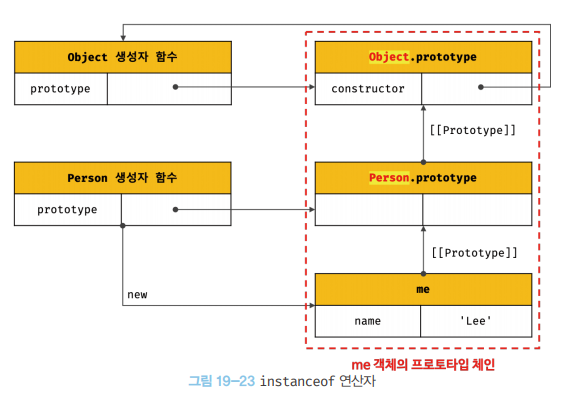 Object 생성자 함수
prototype
Object.prototype
constructor
[[Prototype]]
Person 생성자 함수
prototype
Person.prototype
[[Prototype]]
new
me
name
'Lee'
me 객체의 프로토타입 체인
그림 19-23 instanceof 연산자